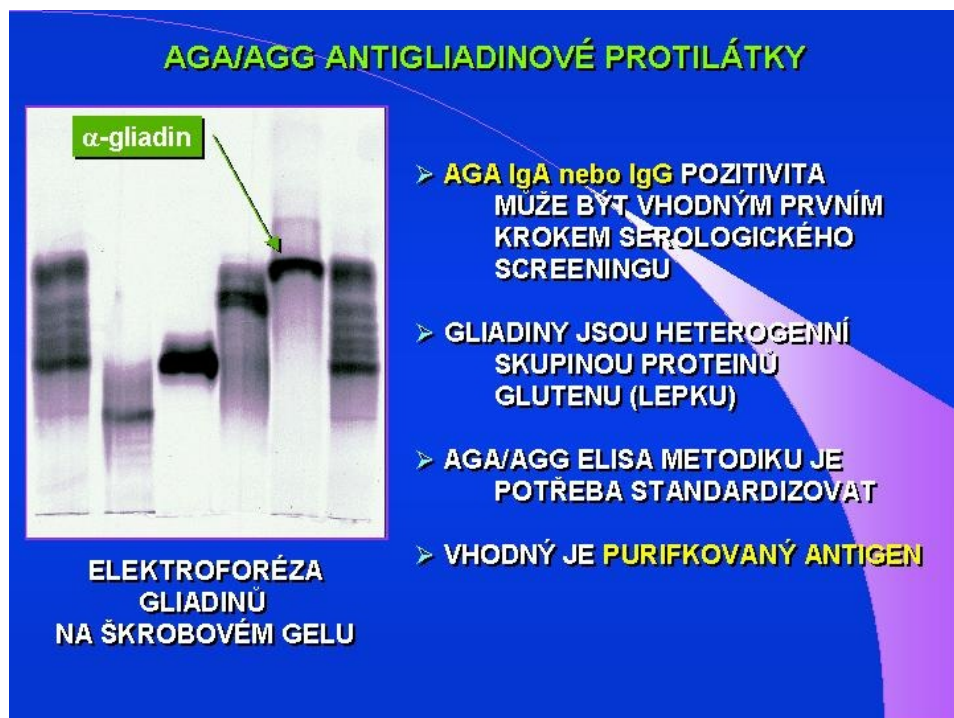 AGA/AGG ANTIGLIADINOVÉ PROTILÁTKY
α-gliadin
AGA IgA nebo IgG POZITIVITA
MŮŽE BÝT VHODNÝM PRVNÍM
KROKEM SEROLOGICKÉHO
SCREENINGU
GLIADINY JSOU HETEROGENNÍ
SKUPINOU PROTEINŮ
GLUTENU (LEPKU)
AGA/AGG ELISA METODIKU JE
POTŘEBA STANDARDIZOVAT
VHODNÝ JE PURIFKOVANÝ ANTIGEN
ELEKTROFORÉZA
GLIADINŮ
NA ŠKROBOVÉM GELU